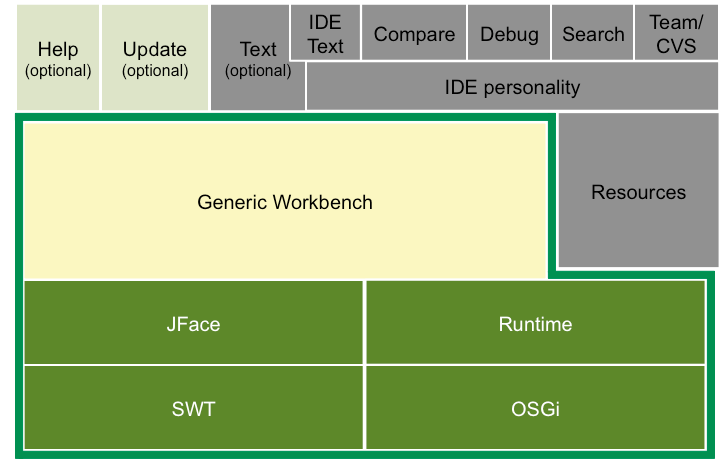 Help
(optional)
Update
(optional)
Text
(optional)
IDE
Text
Compare
Debug
Search
Team/
CVS
IDE personality
Generic Workbench
Resources
JFace
Runtime
SWT
OSGi